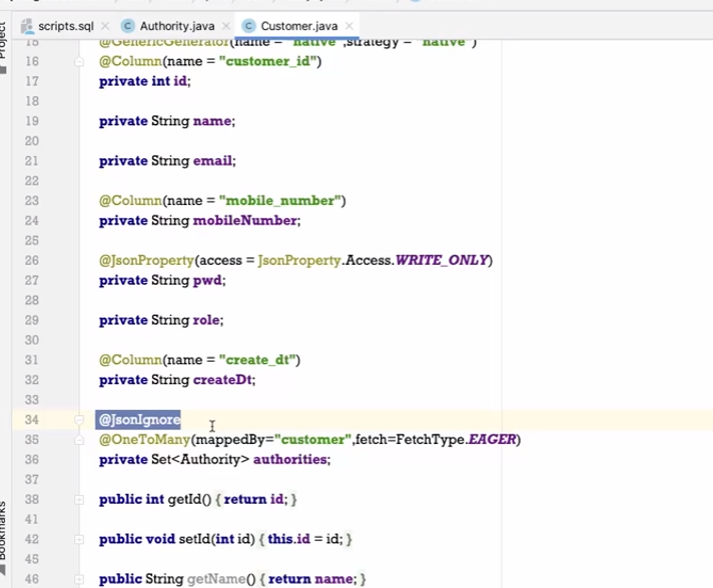 Project
scripts.sql
Authority.java
Customer.java
15 @GenericGenerator(name = "native",strategy = "native")
16 @Column(name = "customer_id")
17 private int id;
18
19 private String name;
20
21 private String email;
22
23 @Column(name = "mobile_number")
24 private String mobileNumber;
25
26 @JsonProperty(access = JsonProperty.Access.WRITE_ONLY)
27 private String pwd;
28
29 private String role;
30
31 @Column(name = "create_dt")
32 private String createDt;
33
34 @JsonIgnore
35 @OneToMany(mappedBy="customer",fetch=FetchType.EAGER)
36 private Set<Authority> authorities;
37
38 public int getId() { return id; }
41
42 public void setId(int id) { this.id = id; }
45
46 public String getName() { return name; }
Bookmarks